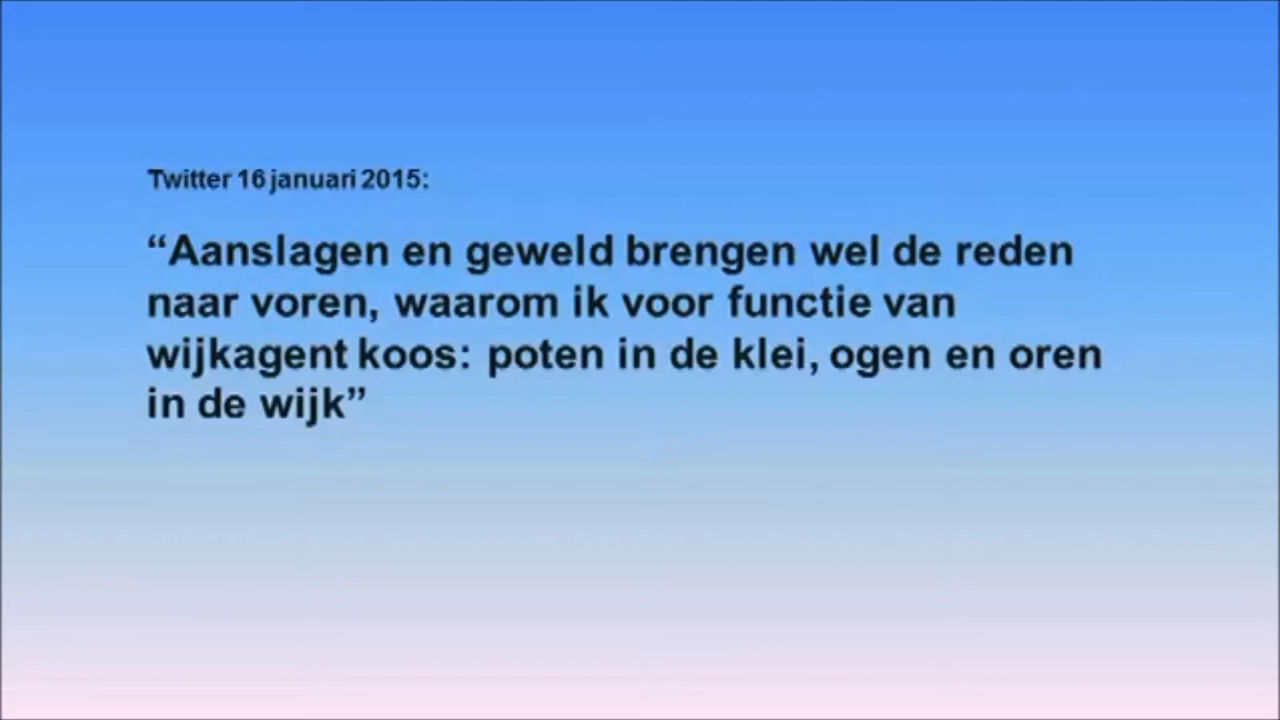 Twitter 16 januari 2015:
“Aanslagen en geweld brengen wel de reden
naar voren, waarom ik voor functie van
wijkagent koos: poten in de klei, ogen en oren
in de wijk”